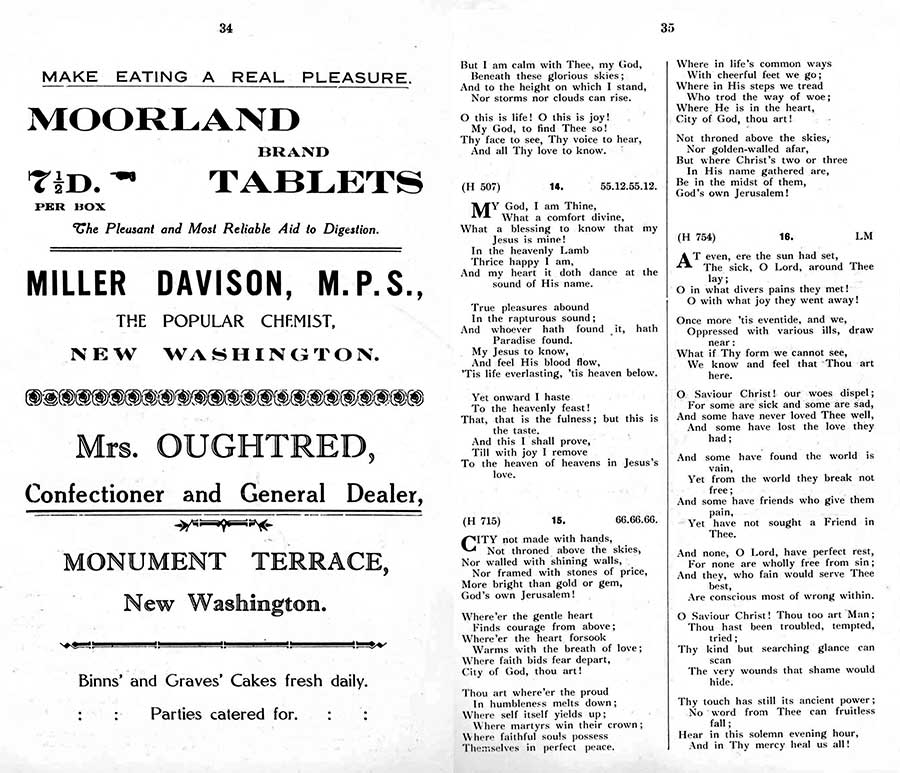 34
MAKE EATING A REAL PLEASURE.
MOORLAND
BRAND
7½D. TABLETS
PER BOX
The Pleasant and Most Reliable Aid to Digestion.
MILLER DAVISON, M.P.S.,
THE POPULAR CHEMIST,
NEW WASHINGTON.
Mrs. OUGHTRED,
Confectioner and General Dealer,
MONUMENT TERRACE,
New Washington.
Binns' and Graves' Cakes fresh daily.
: : Parties catered for. : :
35
But I am calm with Thee, my God,
Beneath these glorious skies;
And to the height on which I stand,
Nor storms nor clouds can rise.
O this is life! O this is joy!
My God, to find Thee so!
Thy face to see, Thy voice to hear,
And all Thy love to know.
(H 507) 14. 55.12.55.12.
MY God, I am Thine,
What a comfort divine,
What a blessing to know that my
Jesus is mine!
In the heavenly Lamb
Thrice happy I am,
And my heart it doth dance at the
sound of His name.
True pleasures abound
In the rapturous sound;
And whoever hath found it, hath
Paradise found.
My Jesus to know,
And feel His blood flow,
'Tis life everlasting, 'tis heaven below.
Yet onward I haste
To the heavenly feast!
That, that is the fulness; but this is
the taste.
And this I shall prove,
Till with joy I remove
To the heaven of heavens in Jesus's
love.
(H 715) 15. 66.66.66.
CITY not made with hands,
Not throned above the skies,
Nor walled with shining walls,
Nor framed with stones of price,
More bright than gold or gem,
God's own Jerusalem!
Where'er the gentle heart
Finds courage from above;
Where'er the heart forsook
Warms with the breath of love;
Where faith bids fear depart,
City of God, thou art!
Thou art where'er the proud
In humbleness melts down;
Where self itself yields up;
Where martyrs win their crown;
Where faithful souls possess
Themselves in perfect peace.
Where in life's common ways
With cheerful feet we go;
Where in His steps we tread
Who trod the way of woe;
Where He is in the heart,
City of God, thou art!
Not throned above the skies,
Nor golden-walled afar,
But where Christ's two or three
In His name gathered are,
Be in the midst of them,
God's own Jerusalem!
(H 754) 16. LM
AT even, ere the sun had set,
The sick, O Lord, around Thee
lay;
O in what divers pains they met!
O with what joy they went away!
Once more 'tis eventide, and we,
Oppressed with various ills, draw
near:
What if Thy form we cannot see,
We know and feel that Thou art
here.
O Saviour Christ! our woes dispel;
For some are sick and some are sad,
And some have never loved Thee well,
And some have lost the love they
had;
And some have found the world is
vain,
Yet from the world they break not
free;
And some have friends who give them
pain,
Yet have not sought a Friend in
Thee.
And none, O Lord, have perfect rest,
For none are wholly free from sin;
And they, who fain would serve Thee
best,
Are conscious most of wrong within.
O Saviour Christ! Thou too art Man;
Thou hast been troubled, tempted,
tried;
Thy kind but searching glance can
scan
The very wounds that shame would
hide.
Thy touch has still its ancient power;
No word from Thee can fruitless
fall;
Hear in this solemn evening hour,
And in Thy mercy heal us all!